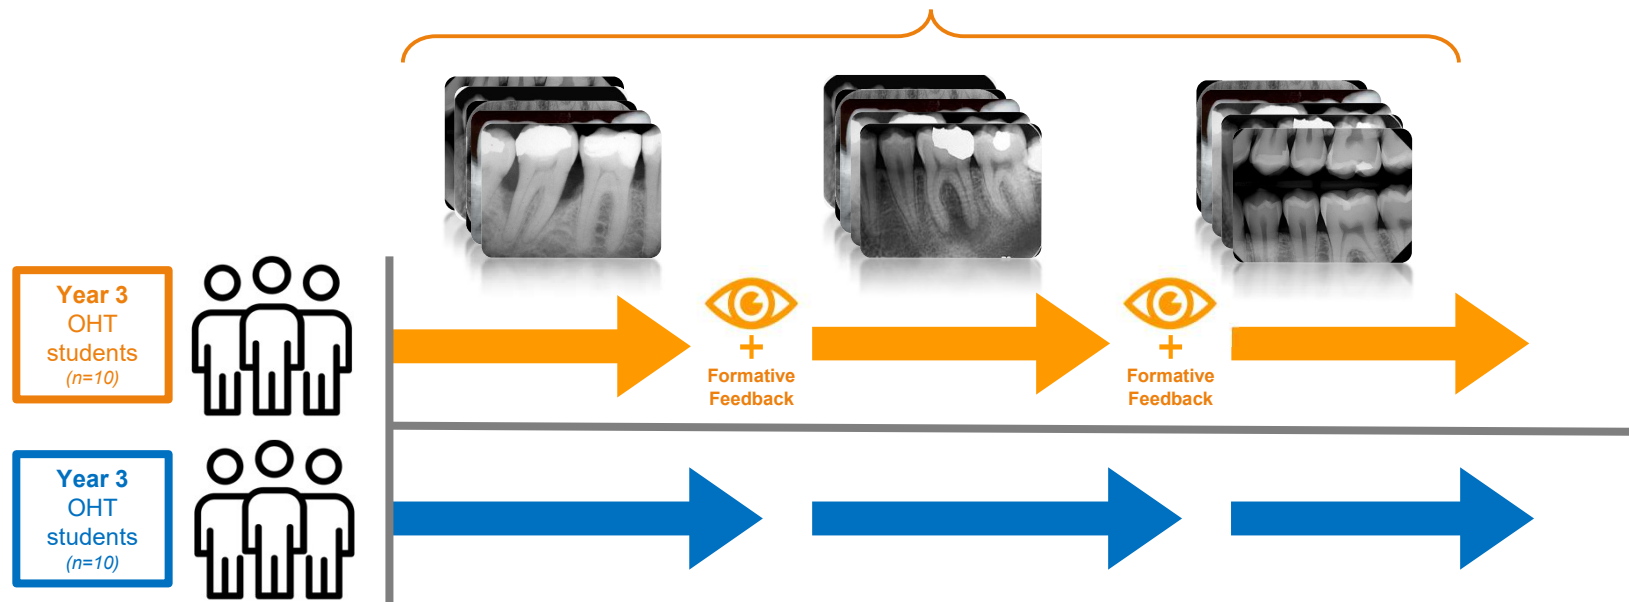 Year 3
OHT
students
(n=10)
+
Formative
Feedback
+
Formative
Feedback
Year 3
OHT
students
(n=10)